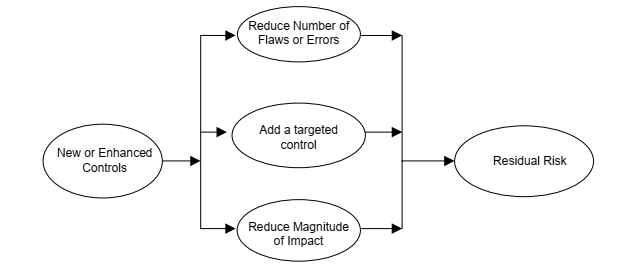 New or Enhanced
Controls
Reduce Number of
Flaws or Errors
Add a targeted
control
Reduce Magnitude
of Impact
Residual Risk